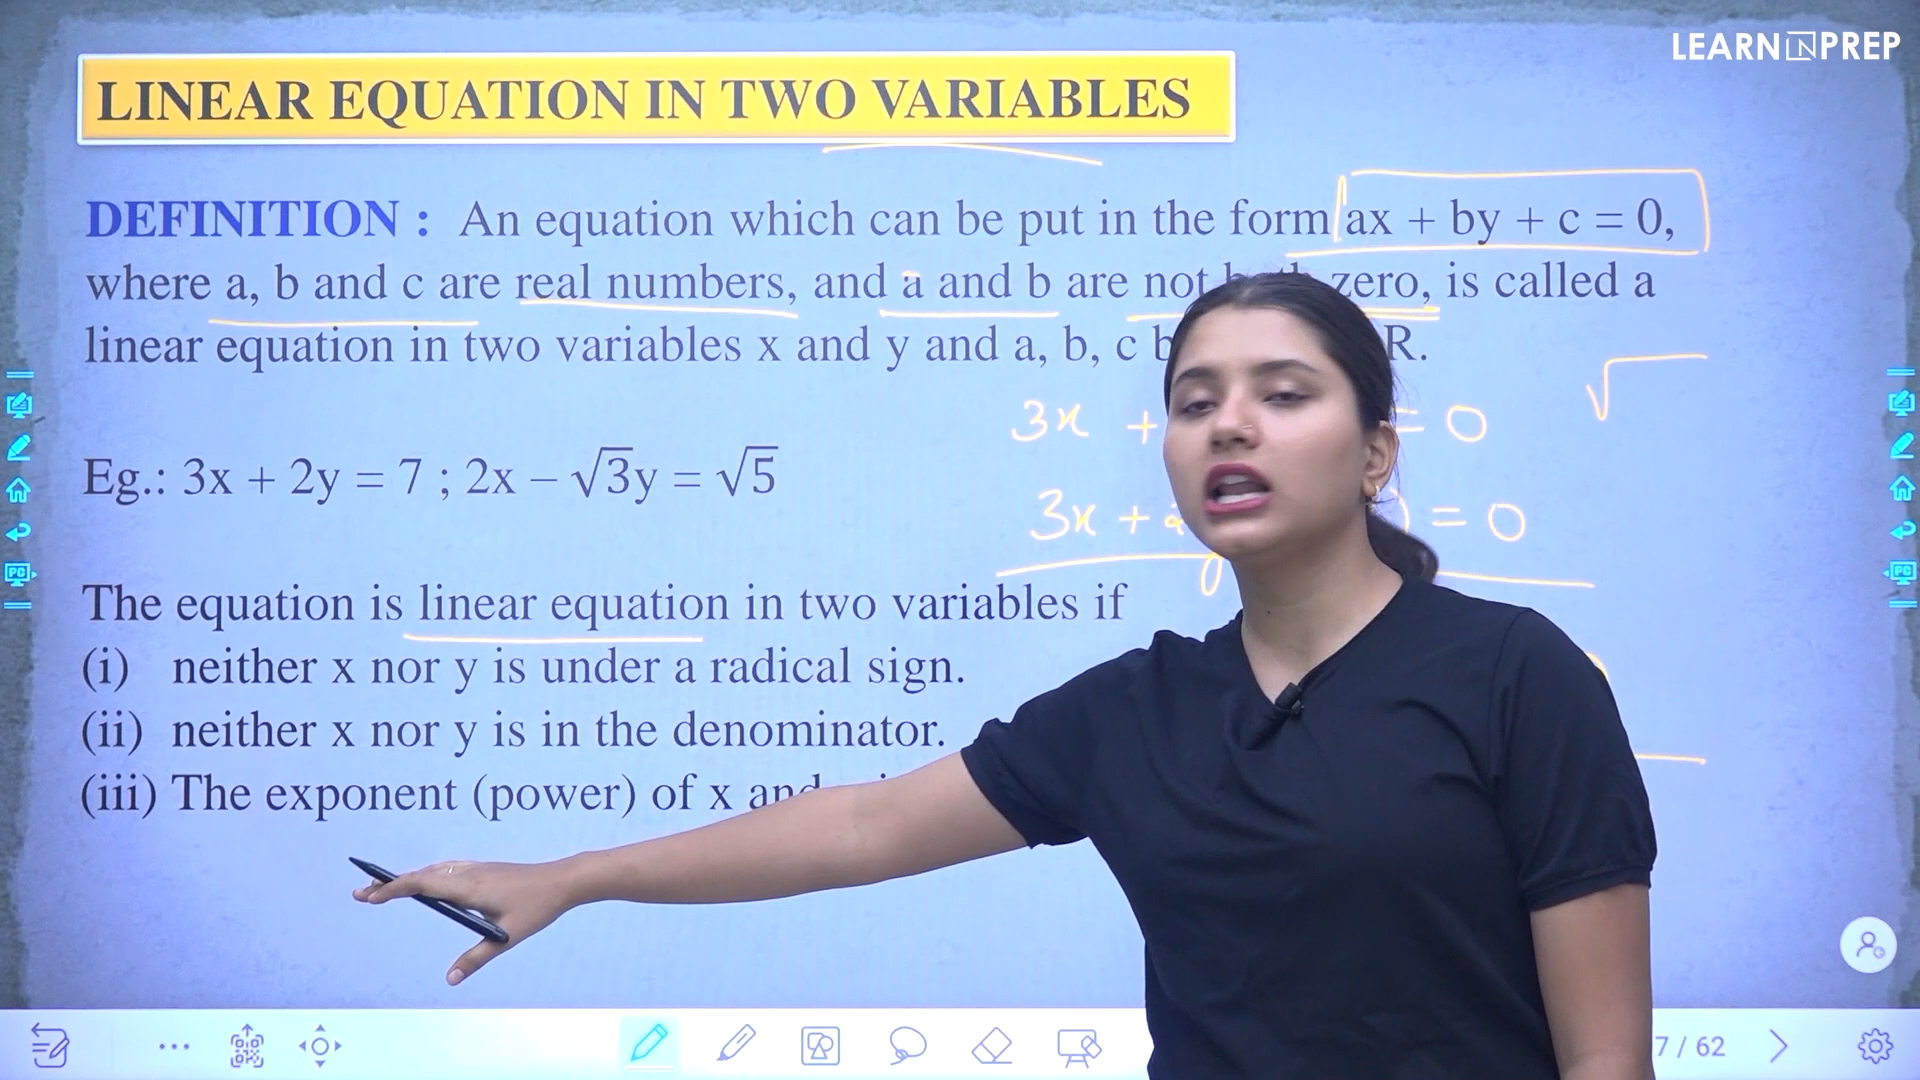 LEARN PREP
LINEAR EQUATION IN TWO VARIABLES
DEFINITION : An equation which can be put in the form ax + by + c = 0,
where a, b and c are real numbers, and a and b are not zero, is called a
linear equation in two variables x and y and a, b, c R.
3x + = 0
√
Eg.: 3x + 2y = 7 ; 2x – √3y = √5
3x + ) = 0
The equation is linear equation in two variables if
(i) neither x nor y is under a radical sign.
(ii) neither x nor y is in the denominator.
(iii) The exponent (power) of x and
7 / 62